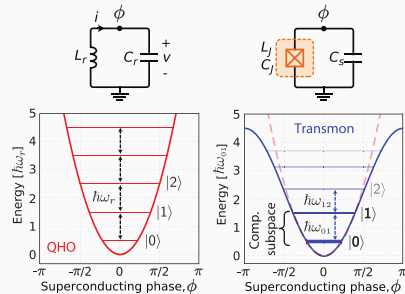 i
ϕ
L_r
C_r
+
v
-
ϕ
L_J
C_J
C_s
Energy [ℏω_r]
5
4
3
2
1
0
ℏω_r
|2⟩
|1⟩
|0⟩
QHO
-π
-π/2
0
π/2
π
Superconducting phase, ϕ
Energy [ℏω_01]
5
4
3
2
1
0
Transmon
|2⟩
ℏω_12
|1⟩
ℏω_01
|0⟩
Comp.
subspace
-π
-π/2
0
π/2
π
Superconducting phase, ϕ